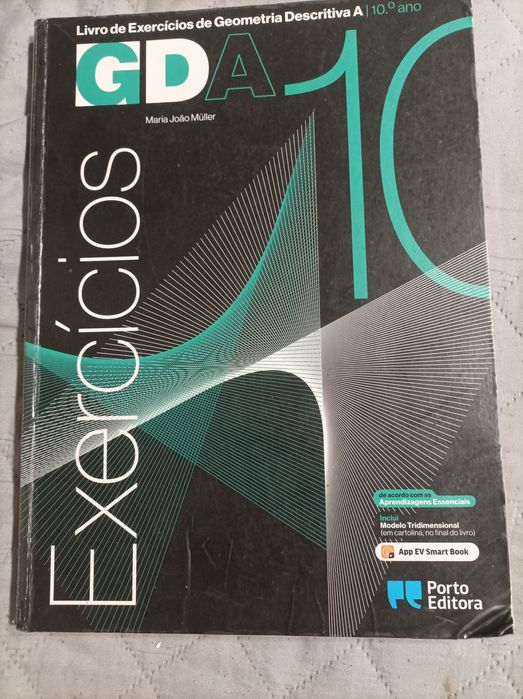 Livro de Exercícios de Geometria Descritiva A | 10.º ano
GDA 10
Maria João Müller
Exercícios
de acordo com as
Aprendizagens Essenciais
Inclui
Modelo Tridimensional
(em cartolina, no final do livro)
App EV Smart Book
Porto
Editora